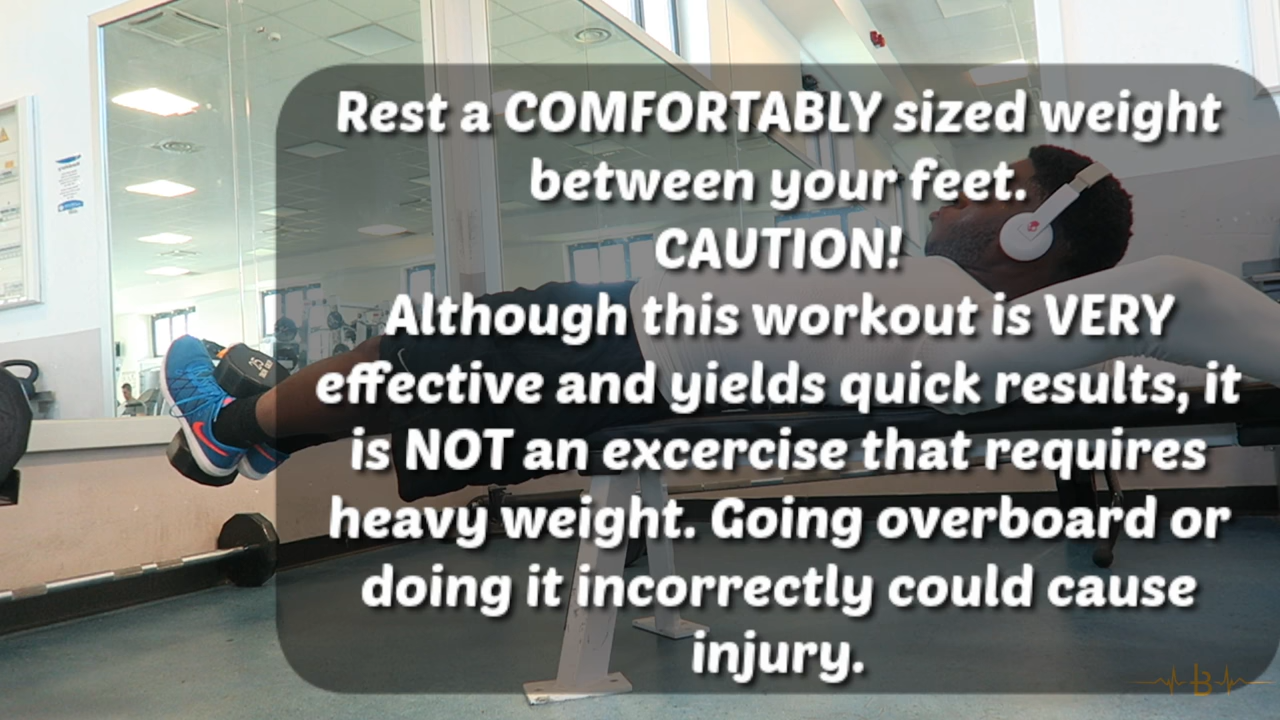 Rest a COMFORTABLY sized weight
between your feet.
CAUTION!
Although this workout is VERY
effective and yields quick results, it
is NOT an excercise that requires
heavy weight. Going overboard or
doing it incorrectly could cause
injury.
B